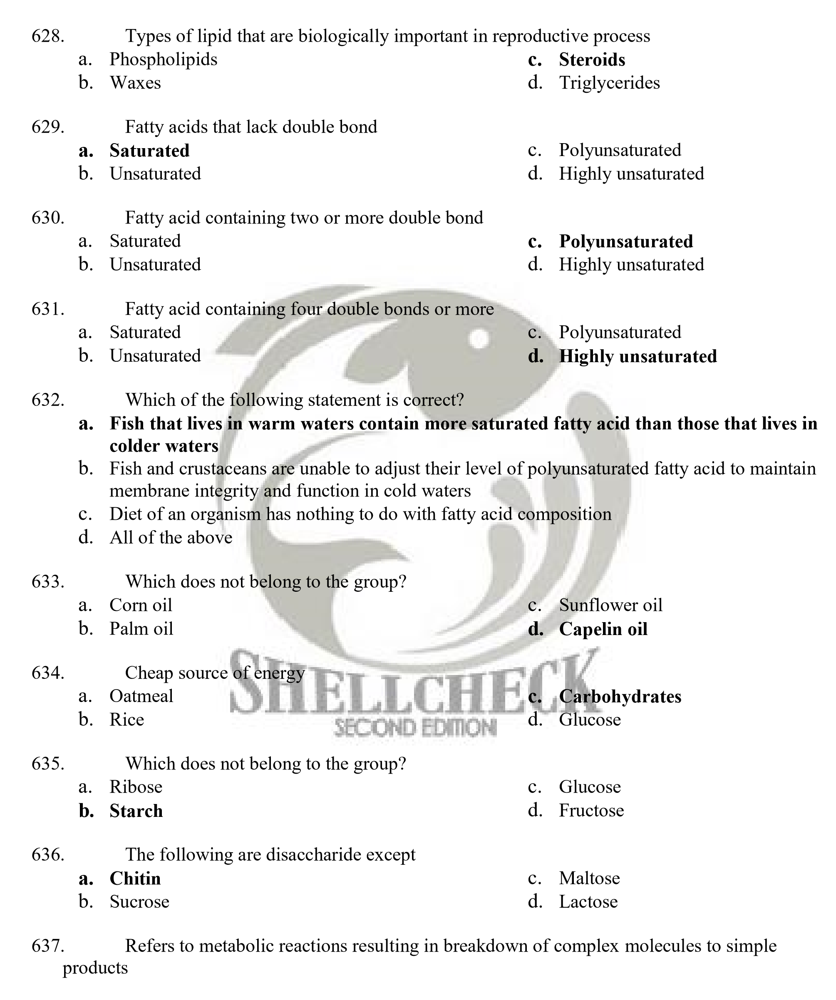 628. Types of lipid that are biologically important in reproductive process
a. Phospholipids c. Steroids
b. Waxes d. Triglycerides
629. Fatty acids that lack double bond
a. Saturated c. Polyunsaturated
b. Unsaturated d. Highly unsaturated
630. Fatty acid containing two or more double bond
a. Saturated c. Polyunsaturated
b. Unsaturated d. Highly unsaturated
631. Fatty acid containing four double bonds or more
a. Saturated c. Polyunsaturated
b. Unsaturated d. Highly unsaturated
632. Which of the following statement is correct?
a. Fish that lives in warm waters contain more saturated fatty acid than those that lives in
colder waters
b. Fish and crustaceans are unable to adjust their level of polyunsaturated fatty acid to maintain
membrane integrity and function in cold waters
c. Diet of an organism has nothing to do with fatty acid composition
d. All of the above
633. Which does not belong to the group?
a. Corn oil c. Sunflower oil
b. Palm oil d. Capelin oil
634. Cheap source of energy
a. Oatmeal c. Carbohydrates
b. Rice d. Glucose
SHELLCHECK
SECOND EDITION
635. Which does not belong to the group?
a. Ribose c. Glucose
b. Starch d. Fructose
636. The following are disaccharide except
a. Chitin c. Maltose
b. Sucrose d. Lactose
637. Refers to metabolic reactions resulting in breakdown of complex molecules to simple
products